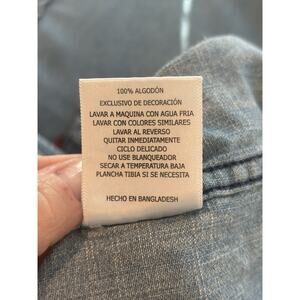 100% ALGODÓN
EXCLUSIVO DE DECORACIÓN
LAVAR A MAQUINA CON AGUA FRIA
LAVAR CON COLORES SIMILARES
LAVAR AL REVERSO
QUITAR INMEDIATAMENTE
CICLO DELICADO
NO USE BLANQUEADOR
SECAR A TEMPERATURA BAJA
PLANCHA TIBIA SI SE NECESITA
HECHO EN BANGLADESH